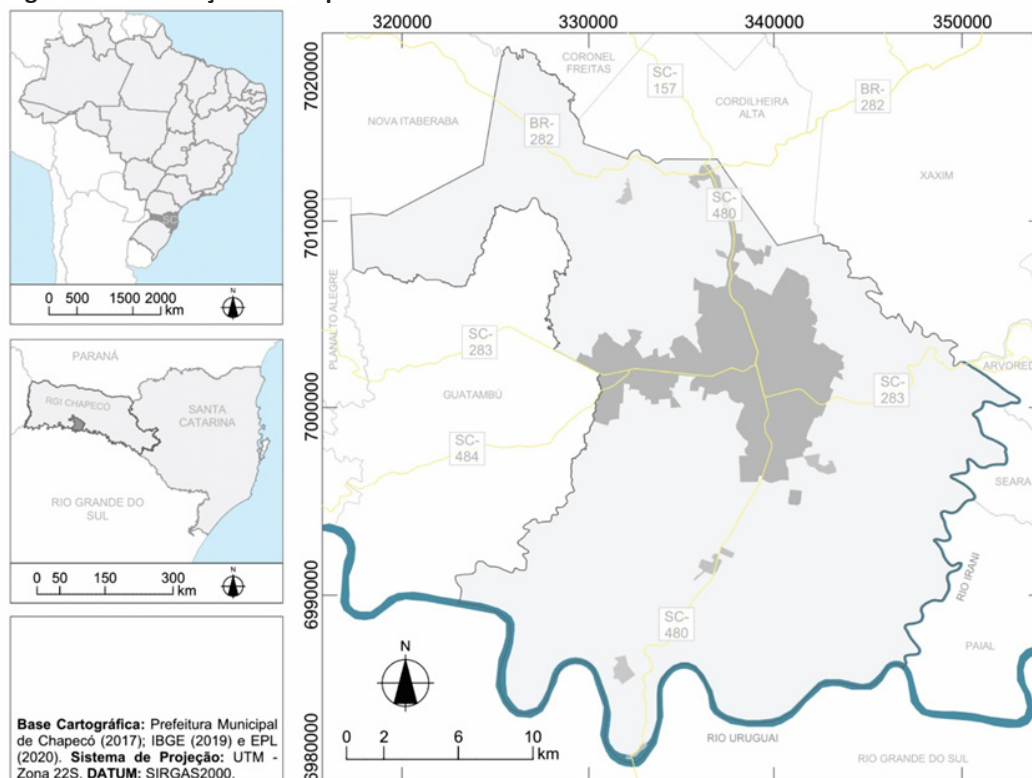 320000 330000 340000 350000
7020000
7010000
7000000
6990000
6980000
SC
0 500 1500 2000
km
N
PARANÁ
RGI CHAPECÓ
SANTA
CATARINA
RIO GRANDE DO
SUL
0 50 150 300
km
N
Base Cartográfica: Prefeitura Municipal
de Chapecó (2017); IBGE (2019) e EPL
(2020). Sistema de Projeção: UTM -
Zona 22S. DATUM: SIRGAS2000.
CORONEL
FREITAS
SC-
157
CORDILHEIRA
ALTA
BR-
282
NOVA ITABERABA
BR-
282
XAXIM
SC-
480
PLANALTO ALEGRE
SC-
283
GUATAMBÚ
SC-
283
ARVORED
SC-
484
SEARA
RIO IRANI
SC-
480
PAIAL
N
0 2 6 10
km
RIO URUGUAI
RIO GRANDE DO SUL